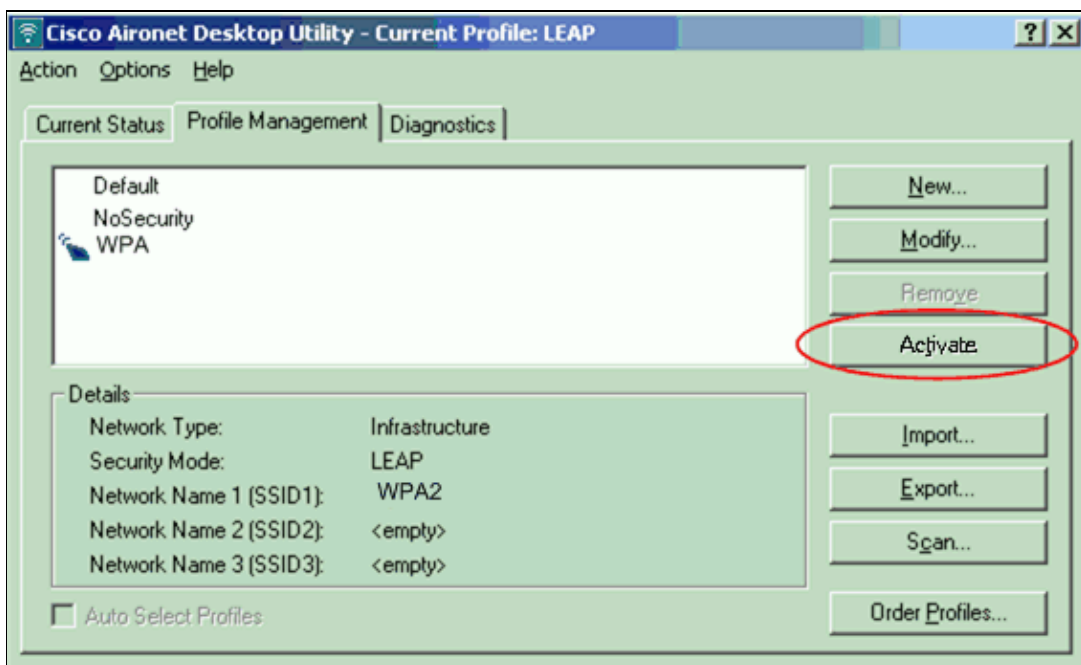 Cisco Aironet Desktop Utility - Current Profile: LEAP
Action Options Help
Current Status Profile Management Diagnostics
Default
NoSecurity
WPA
New...
Modify...
Remove
Activate
Details
Network Type: Infrastructure
Security Mode: LEAP
Network Name 1 (SSID1): WPA2
Network Name 2 (SSID2): <empty>
Network Name 3 (SSID3): <empty>
Import...
Export...
Scan...
Auto Select Profiles
Order Profiles...